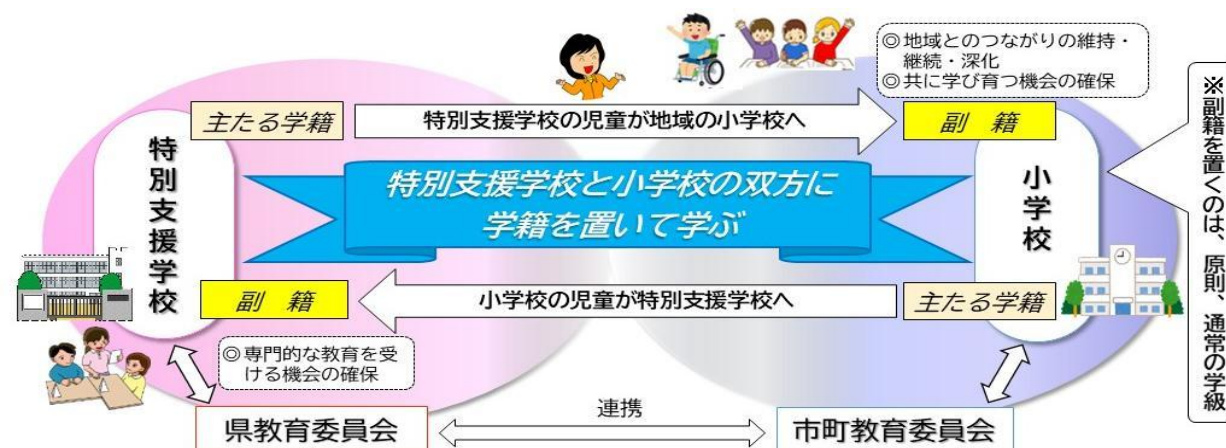 ◎地域とのつながりの維持・
継続・深化
◎共に学び育つ機会の確保
主たる学籍
特別支援学校の児童が地域の小学校へ
副 籍
特別支援学校
特別支援学校と小学校の双方に
学籍を置いて学ぶ
小学校
※副籍を置くのは、原則、通常の学級
副 籍
小学校の児童が特別支援学校へ
主たる学籍
◎専門的な教育を受
ける機会の確保
県教育委員会
連携
市町教育委員会